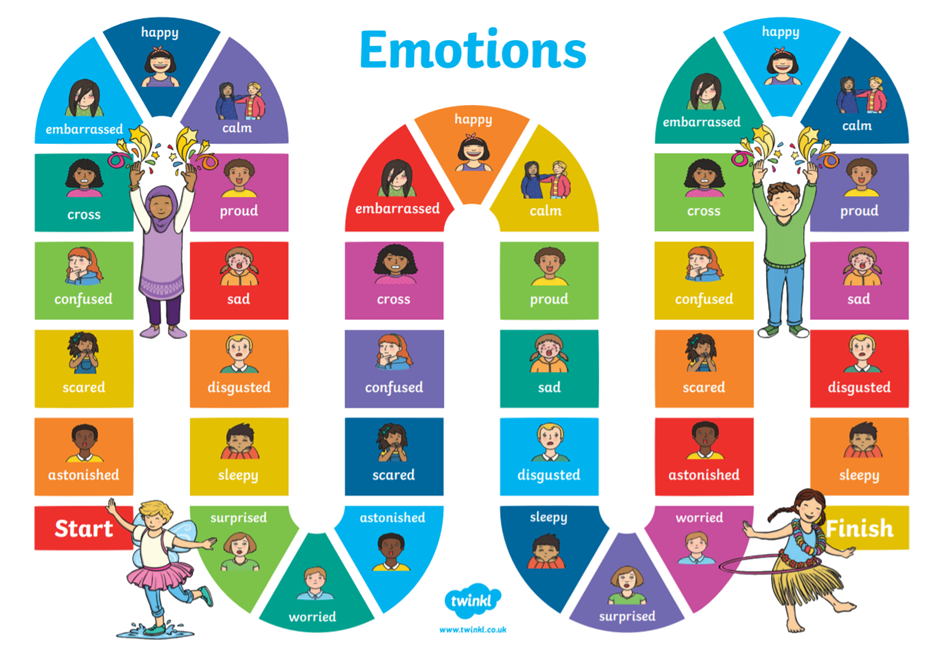 Emotions
happy
embarrassed
calm
cross
proud
confused
sad
scared
disgusted
astonished
sleepy
Start
surprised
worried
astonished
scared
confused
cross
embarrassed
happy
calm
proud
sad
disgusted
sleepy
surprised
worried
astonished
scared
confused
cross
embarrassed
happy
calm
proud
sad
disgusted
sleepy
Finish
twinkl
www.twinkl.co.uk